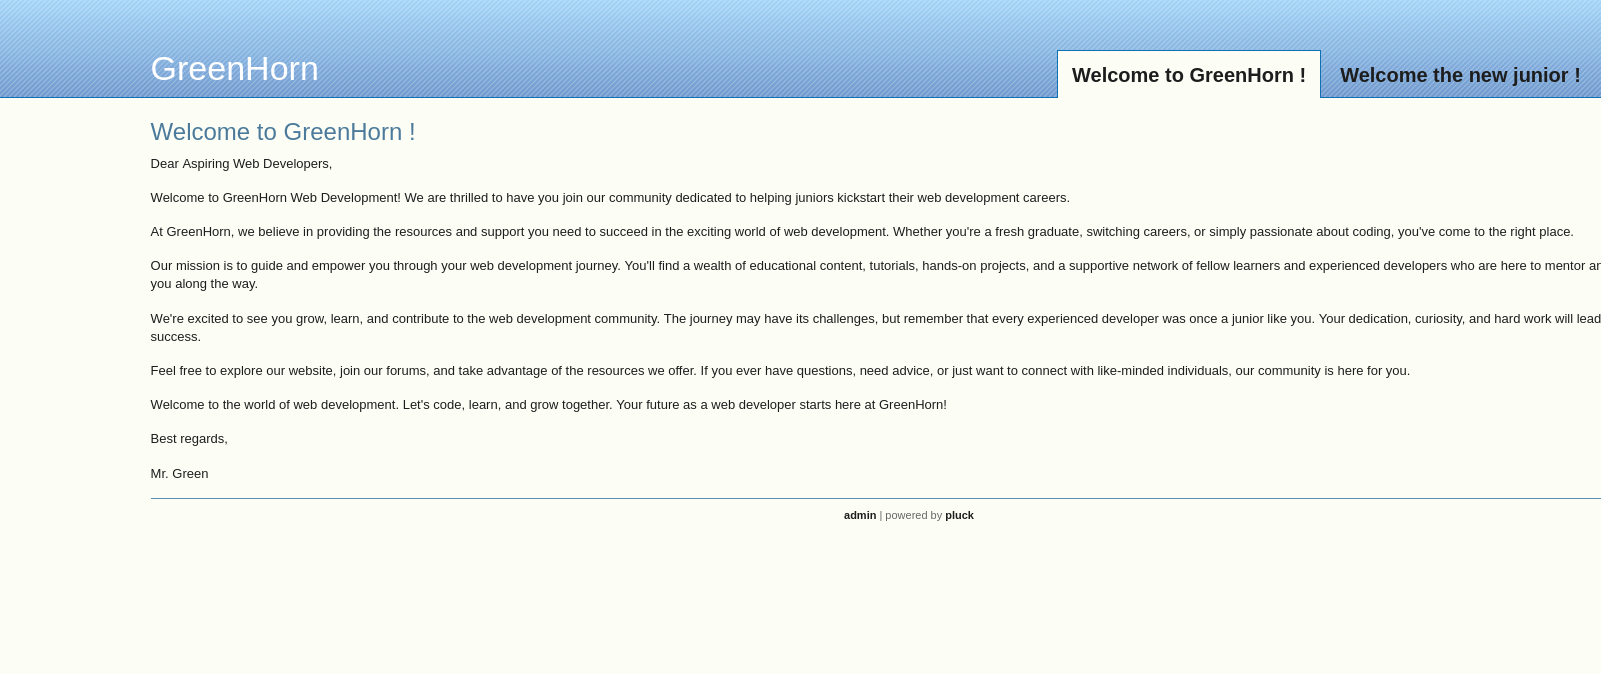 GreenHorn
Welcome to GreenHorn !
Welcome the new junior !
Welcome to GreenHorn !
Dear Aspiring Web Developers,
Welcome to GreenHorn Web Development! We are thrilled to have you join our community dedicated to helping juniors kickstart their web development careers.
At GreenHorn, we believe in providing the resources and support you need to succeed in the exciting world of web development. Whether you're a fresh graduate, switching careers, or simply passionate about coding, you've come to the right place.
Our mission is to guide and empower you through your web development journey. You'll find a wealth of educational content, tutorials, hands-on projects, and a supportive network of fellow learners and experienced developers who are here to mentor
you along the way.
We're excited to see you grow, learn, and contribute to the web development community. The journey may have its challenges, but remember that every experienced developer was once a junior like you. Your dedication, curiosity, and hard work will lead
success.
Feel free to explore our website, join our forums, and take advantage of the resources we offer. If you ever have questions, need advice, or just want to connect with like-minded individuals, our community is here for you.
Welcome to the world of web development. Let's code, learn, and grow together. Your future as a web developer starts here at GreenHorn!
Best regards,
Mr. Green
admin | powered by pluck